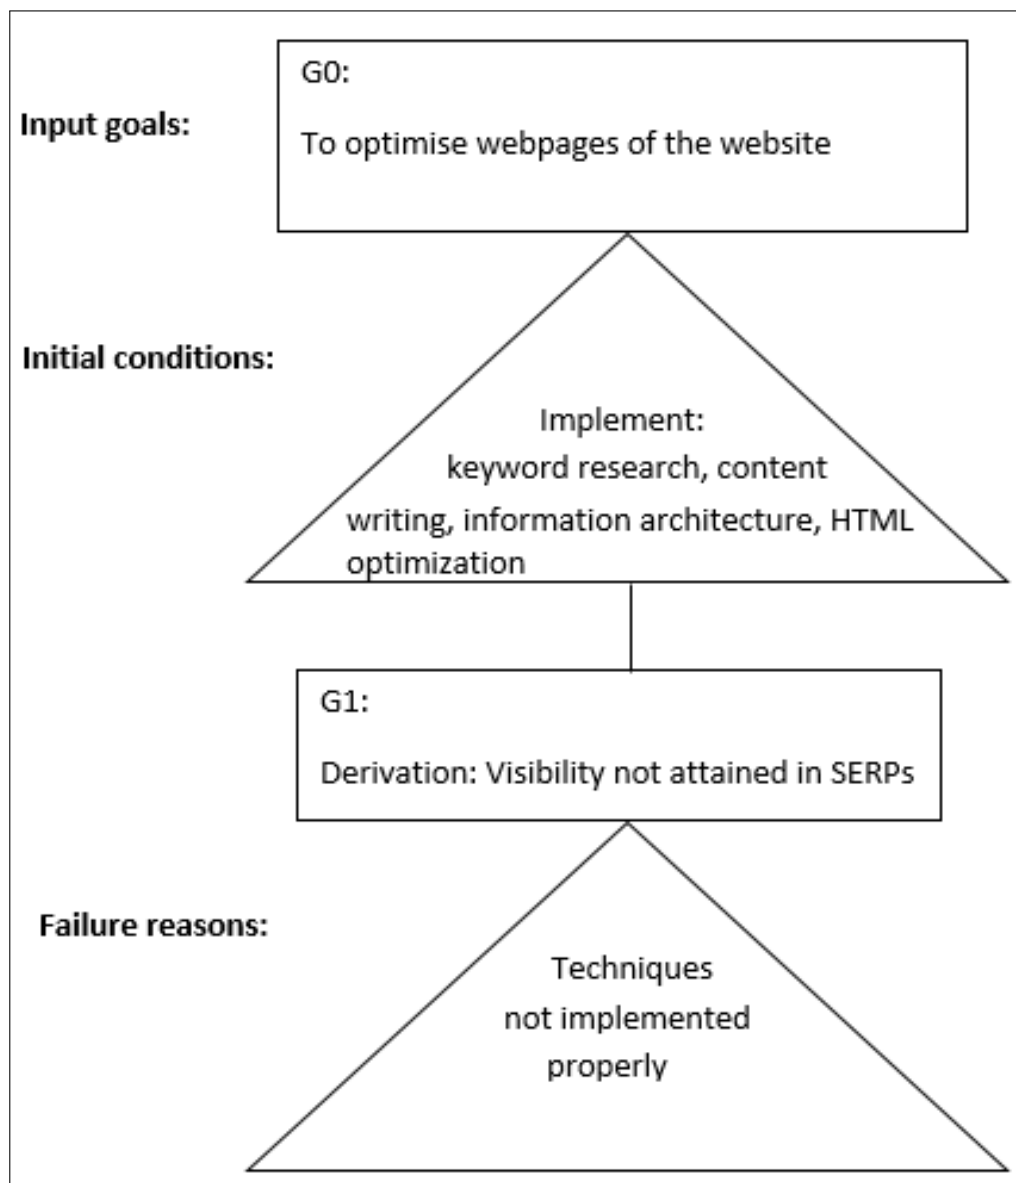 G0:
Input goals:
To optimise webpages of the website
Initial conditions:
Implement:
keyword research, content
writing, information architecture, HTML
optimization
G1:
Derivation: Visibility not attained in SERPs
Failure reasons:
Techniques
not implemented
properly